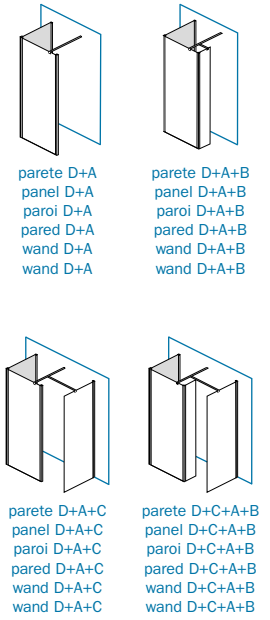 parete D+A
panel D+A
paroi D+A
pared D+A
wand D+A
wand D+A
parete D+A+B
panel D+A+B
paroi D+A+B
pared D+A+B
wand D+A+B
wand D+A+B
parete D+A+C
panel D+A+C
paroi D+A+C
pared D+A+C
wand D+A+C
wand D+A+C
parete D+C+A+B
panel D+C+A+B
paroi D+C+A+B
pared D+C+A+B
wand D+C+A+B
wand D+C+A+B